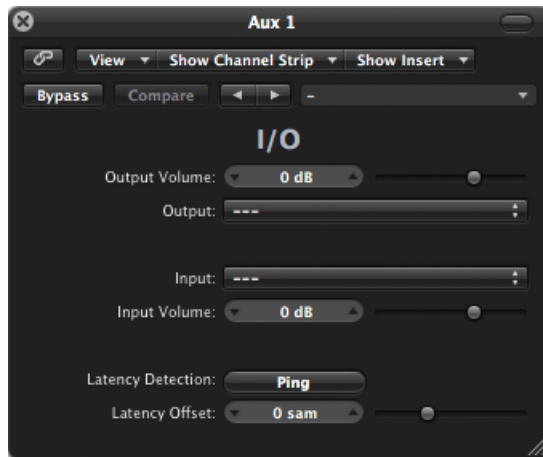 Aux 1
View Show Channel Strip Show Insert
Bypass Compare -
I/O
Output Volume: 0 dB
Output: ---
Input: ---
Input Volume: 0 dB
Latency Detection: Ping
Latency Offset: 0 sam